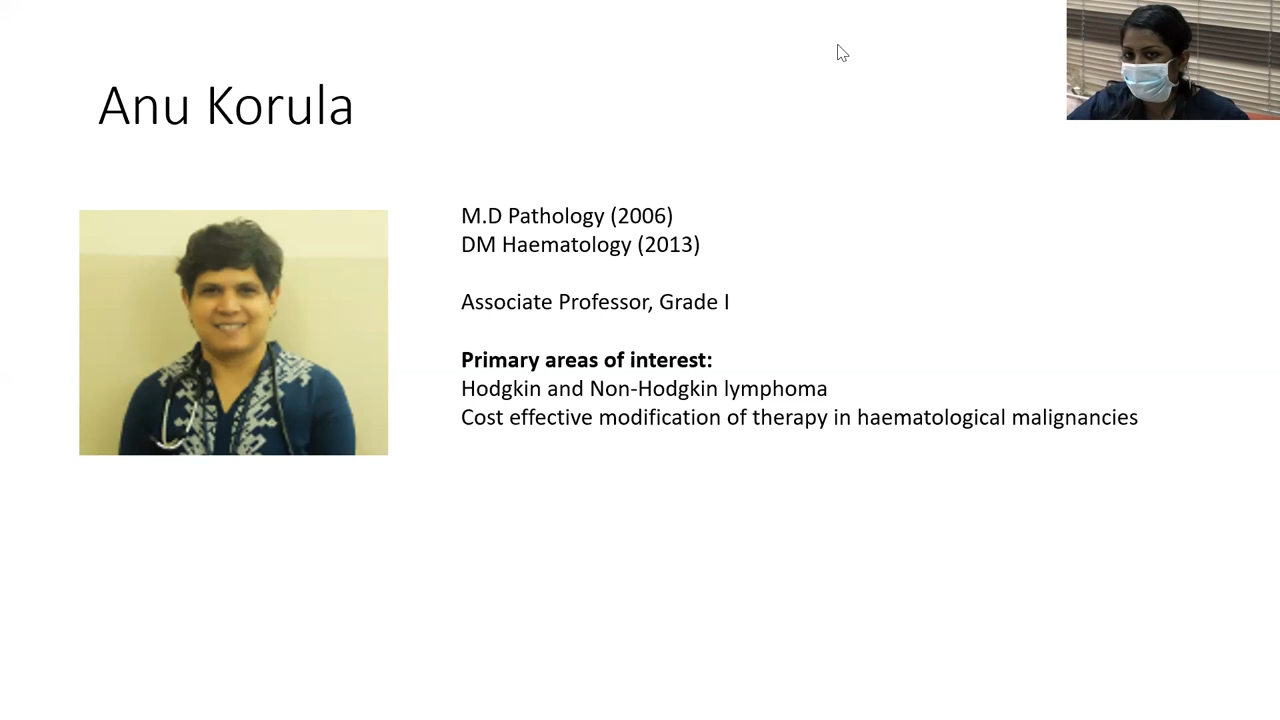 Anu Korula
M.D Pathology (2006)
DM Haematology (2013)
Associate Professor, Grade I
Primary areas of interest:
Hodgkin and Non-Hodgkin lymphoma
Cost effective modification of therapy in haematological malignancies